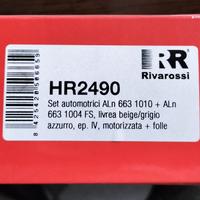 RR
Rivarossi
HR2490
Set automotrici ALn 663 1010 + ALn
663 1004 FS, livrea beige/grigio
azzurro, ep. IV, motorizzata + folle